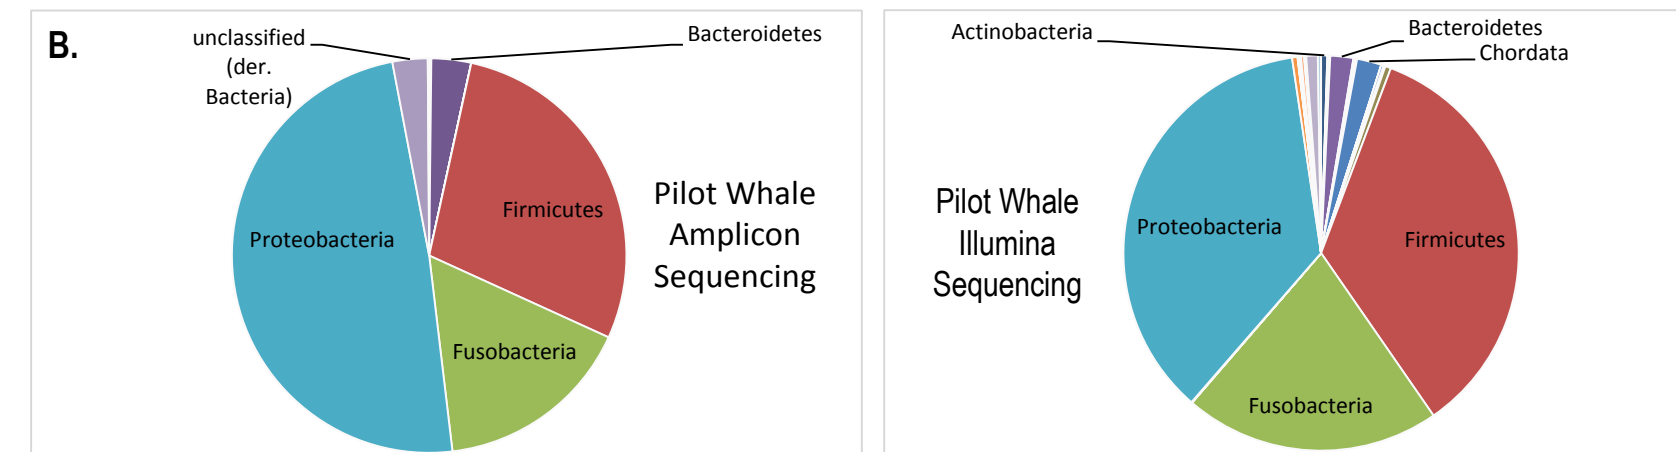 B.
unclassified
(der.
Bacteria)
Bacteroidetes
Proteobacteria
Firmicutes
Fusobacteria
Pilot Whale
Amplicon
Sequencing
Actinobacteria
Bacteroidetes
Chordata
Pilot Whale
Illumina
Sequencing
Proteobacteria
Firmicutes
Fusobacteria